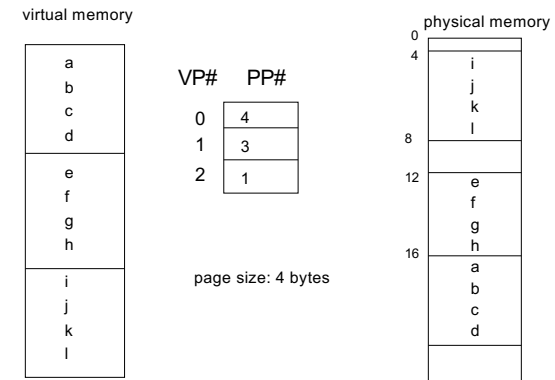 virtual memory
a
b
c
d
e
f
g
h
i
j
k
l
VP# PP#
0 4
1 3
2 1
page size: 4 bytes
physical memory
0
4
i
j
k
l
8
12
e
f
g
h
16
a
b
c
d